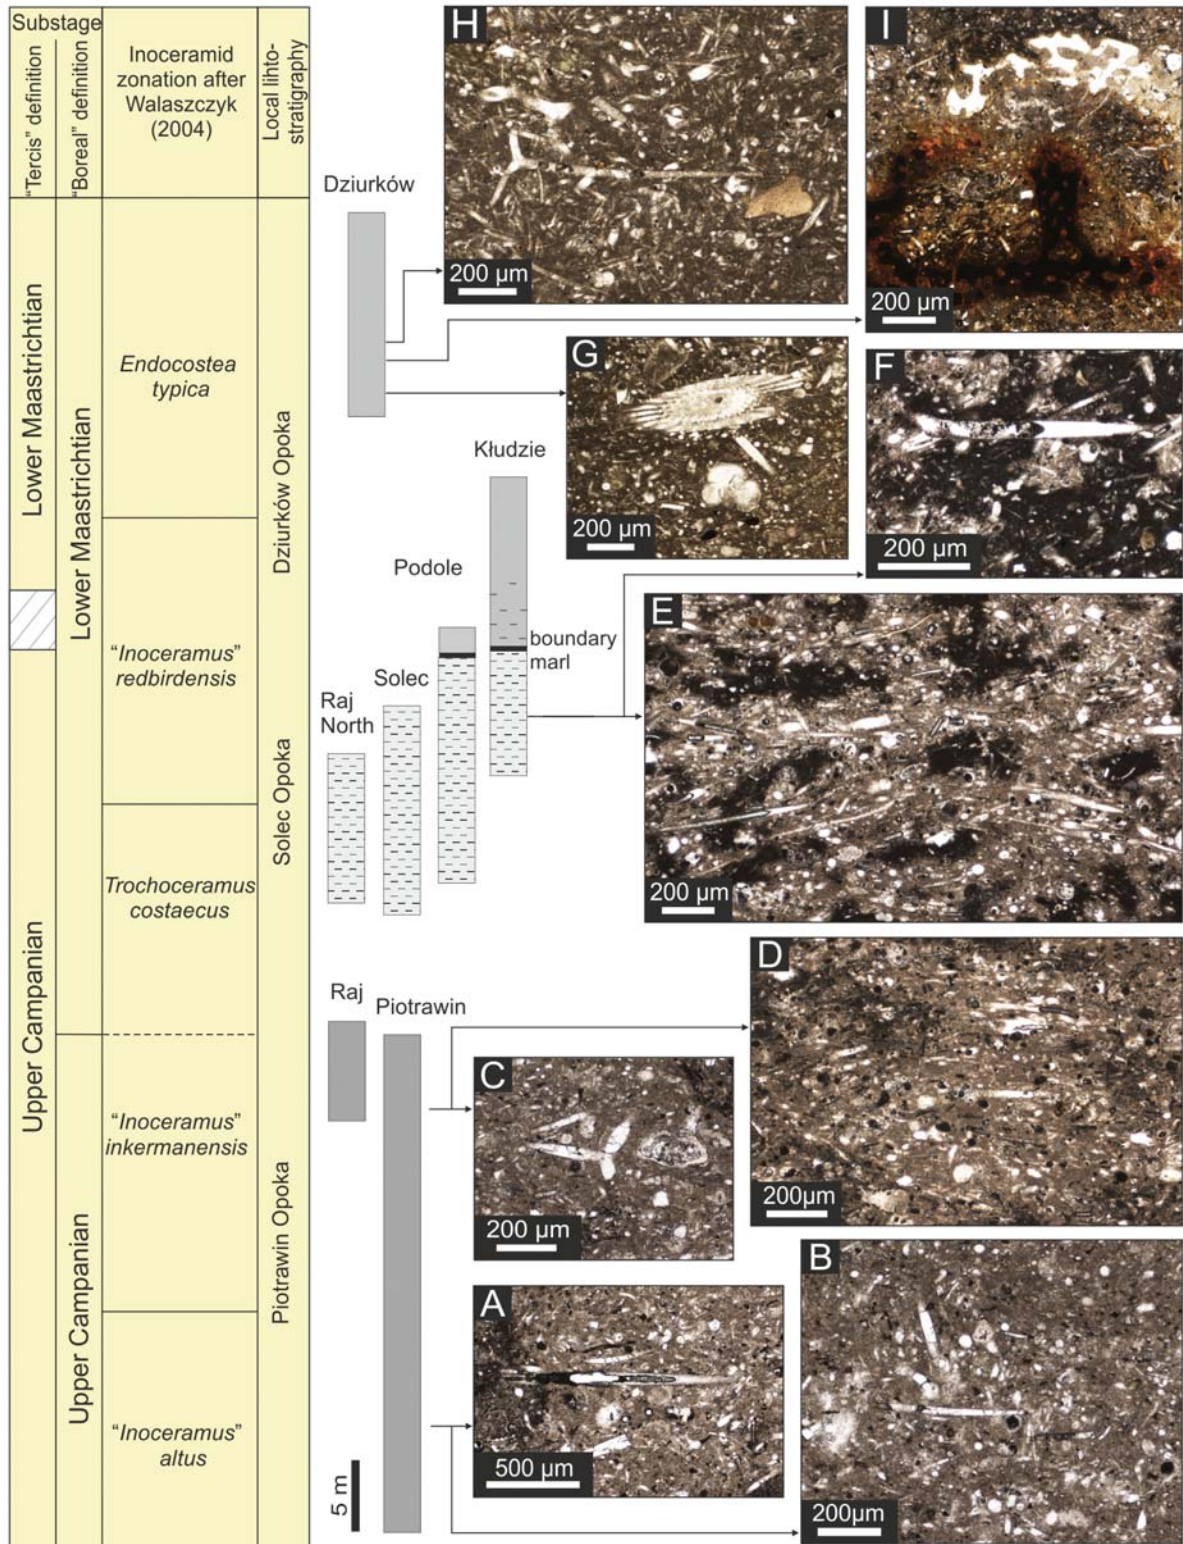 Substage
"Tercis" definition
"Boreal" definition
Inoceramid
zonation after
Walaszczyk
(2004)
Local lihto-
stratigraphy
Lower Maastrichtian
Upper Campanian
Lower Maastrichtian
Upper Campanian
Endocostea
typica
"Inoceramus"
redbirdensis
Trochoceramus
costaecus
"Inoceramus"
inkermanensis
"Inoceramus"
altus
Dziurków Opoka
Solec Opoka
Piotrawin Opoka
Dziurków
Kłudzie
Podole
boundary
marl
Solec
Raj
North
Raj
Piotrawin
5 m
H
200 µm
I
200 µm
G
200 µm
F
200 µm
E
200 µm
D
200µm
C
200 µm
B
200µm
A
500 µm